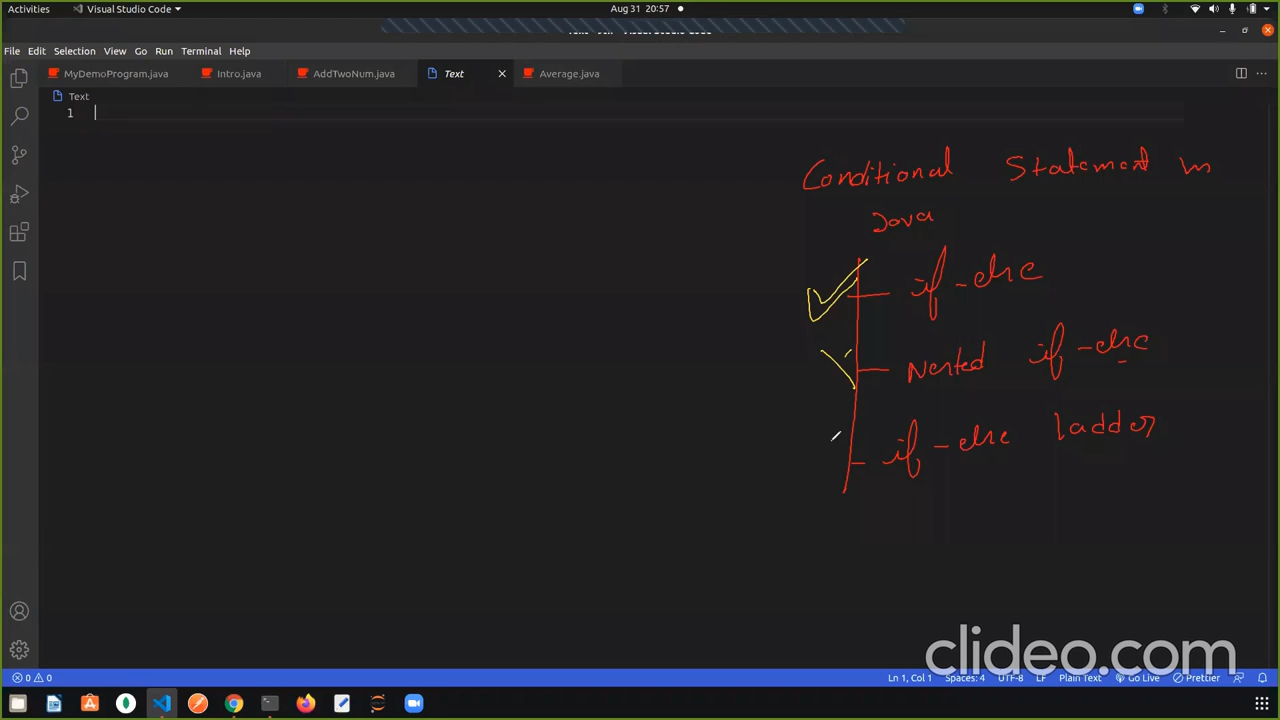 Activities
Visual Studio Code
Aug 31 20:57
File Edit Selection View Go Run Terminal Help
MyDemoProgram.java Intro.java AddTwoNum.java Text Average.java
Text
1
Conditional Statement in
Java
if-else
Nested if-else
if-else ladder
clideo.com
0 0 Ln 1, Col 1 Spaces: 4 UTF-8 LF Plain Text Go Live Prettier